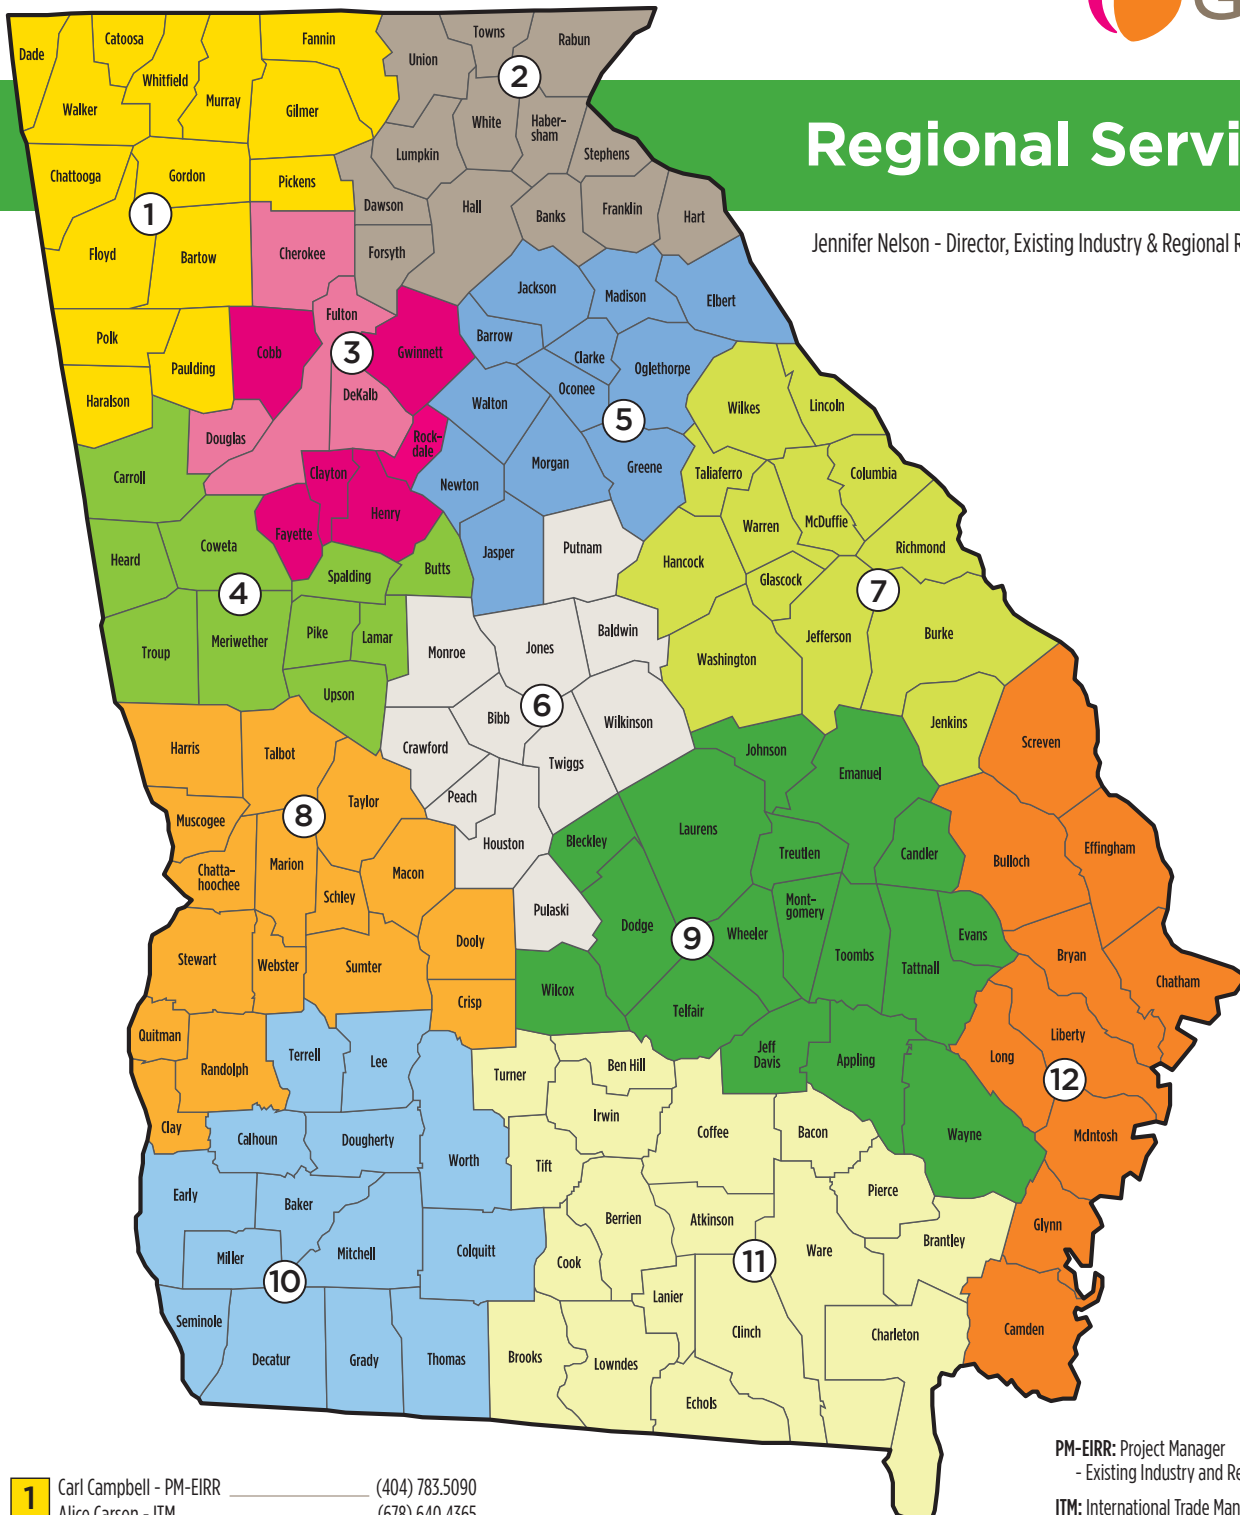 G
Regional Servi
Jennifer Nelson - Director, Existing Industry & Regional R
Dade
Catoosa
Whitfield
Walker
Murray
Fannin
Gilmer
Chattooga
Gordon
Pickens
1
Floyd
Bartow
Polk
Paulding
Haralson
Union
Towns
Rabun
2
White
Haber-
sham
Stephens
Lumpkin
Dawson
Hall
Banks
Franklin
Hart
Forsyth
Cherokee
Fulton
Cobb
3
Gwinnett
DeKalb
Douglas
Rock-
dale
Clayton
Henry
Fayette
Carroll
Heard
Coweta
Spalding
Butts
4
Troup
Meriwether
Pike
Lamar
Upson
Jackson
Madison
Elbert
Barrow
Clarke
Oglethorpe
Oconee
Walton
5
Morgan
Greene
Newton
Jasper
Putnam
Baldwin
Jones
Monroe
6
Bibb
Wilkinson
Crawford
Twiggs
Peach
Houston
Pulaski
Wilkes
Lincoln
Taliaferro
Columbia
Warren
McDuffie
Richmond
Hancock
Glascock
7
Jefferson
Burke
Washington
Jenkins
Harris
Talbot
Taylor
Muscogee
8
Chatta-
hoochee
Marion
Schley
Macon
Stewart
Webster
Sumter
Dooly
Crisp
Quitman
Randolph
Clay
Johnson
Emanuel
Laurens
Bleckley
Treutlen
Candler
Mont-
gomery
Dodge
9
Wheeler
Toombs
Tattnall
Evans
Wilcox
Telfair
Jeff
Davis
Appling
Wayne
Terrell
Lee
Calhoun
Dougherty
Worth
Early
Baker
Miller
Mitchell
Colquitt
10
Seminole
Decatur
Grady
Thomas
Turner
Ben Hill
Irwin
Tift
Coffee
Bacon
Pierce
Berrien
Atkinson
Ware
Brantley
Cook
11
Lanier
Clinch
Charleton
Brooks
Lowndes
Echols
Screven
Bulloch
Effingham
Bryan
Chatham
Liberty
Long
12
McIntosh
Glynn
Camden
1
Carl Campbell - PM-EIRR (404) 783.5090
Alice Carson - ITM (678) 640.4365
PM-EIRR: Project Manager
- Existing Industry and Re
ITM: International Trade Man